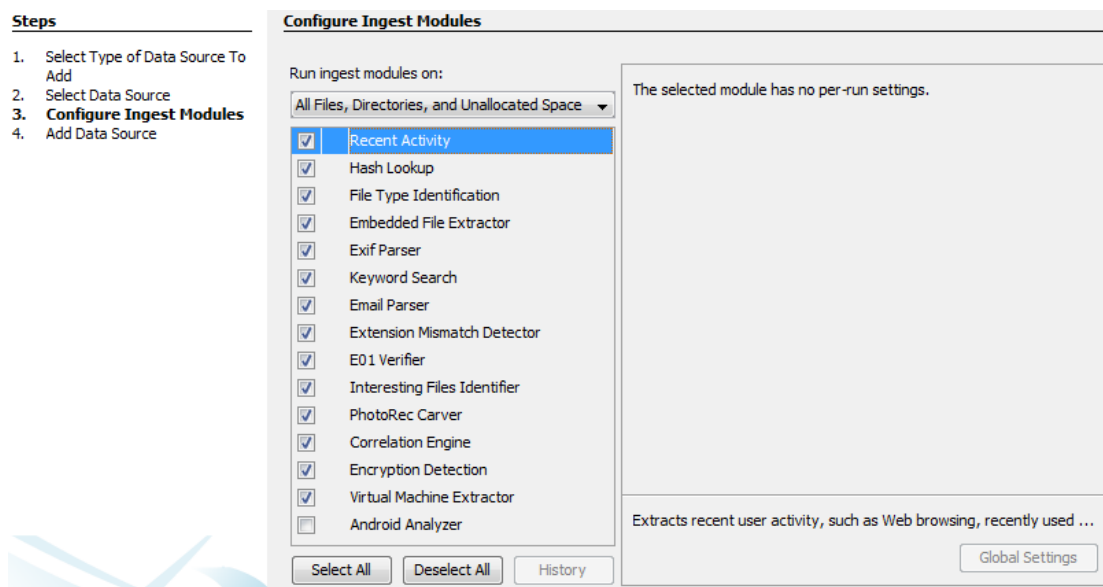 Steps
1. Select Type of Data Source To
Add
2. Select Data Source
3. Configure Ingest Modules
4. Add Data Source
Configure Ingest Modules
Run ingest modules on:
All Files, Directories, and Unallocated Space
Recent Activity
Hash Lookup
File Type Identification
Embedded File Extractor
Exif Parser
Keyword Search
Email Parser
Extension Mismatch Detector
E01 Verifier
Interesting Files Identifier
PhotoRec Carver
Correlation Engine
Encryption Detection
Virtual Machine Extractor
Android Analyzer
Select All
Deselect All
History
The selected module has no per-run settings.
Extracts recent user activity, such as Web browsing, recently used ...
Global Settings